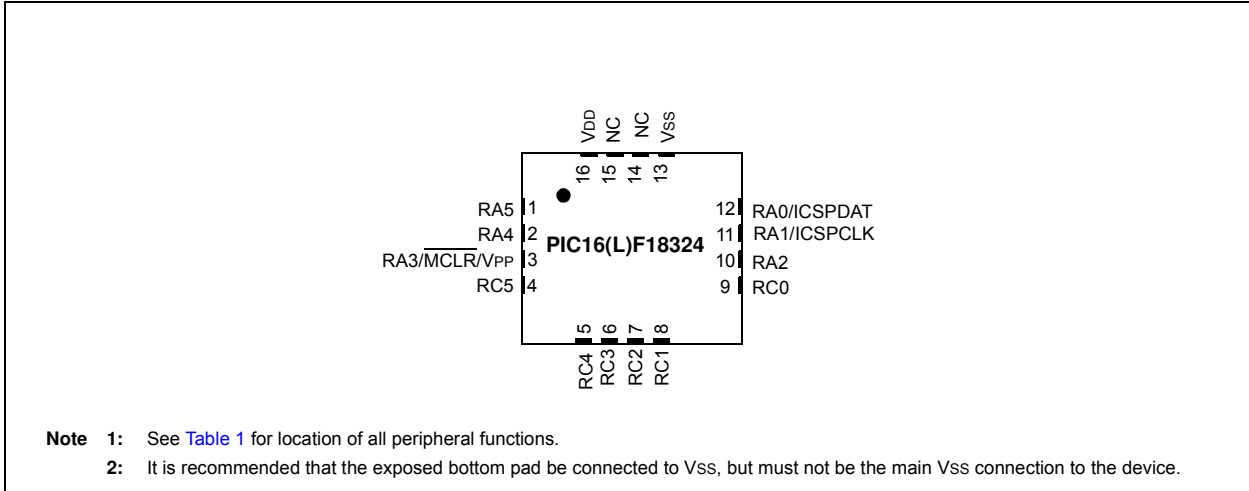 VDD
NC
NC
VSS
16
15
14
13
RA5 1
RA4 2
RA3/MCLR/VPP 3
RC5 4
PIC16(L)F18324
12 RA0/ICSPDAT
11 RA1/ICSPCLK
10 RA2
9 RC0
5
6
7
8
RC4
RC3
RC2
RC1
Note 1: See Table 1 for location of all peripheral functions.
2: It is recommended that the exposed bottom pad be connected to VSS, but must not be the main VSS connection to the device.